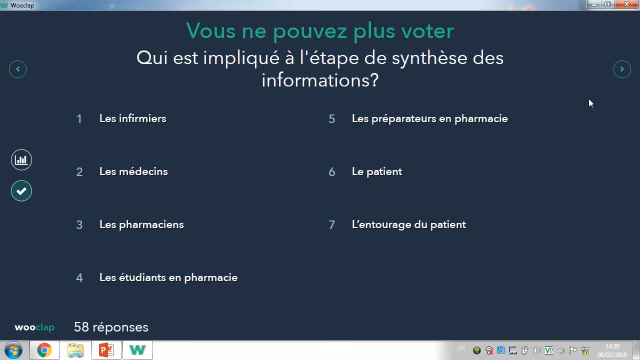 Wooclap
Vous ne pouvez plus voter
Qui est impliqué à l'étape de synthèse des
informations?
1 Les infirmiers
2 Les médecins
3 Les pharmaciens
4 Les étudiants en pharmacie
5 Les préparateurs en pharmacie
6 Le patient
7 L'entourage du patient
wooclap 58 réponses
FR
14:30
06/02/2018